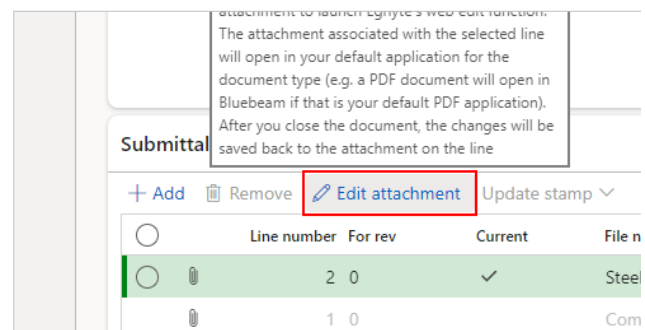 attachment to launch Egnyte's web edit function.
The attachment associated with the selected line
will open in your default application for the
document type (e.g. a PDF document will open in
Bluebeam if that is your default PDF application).
After you close the document, the changes will be
saved back to the attachment on the line
Submittal
+ Add Remove Edit attachment Update stamp
Line number For rev Current File n
2 0 Steel
1 0 Com